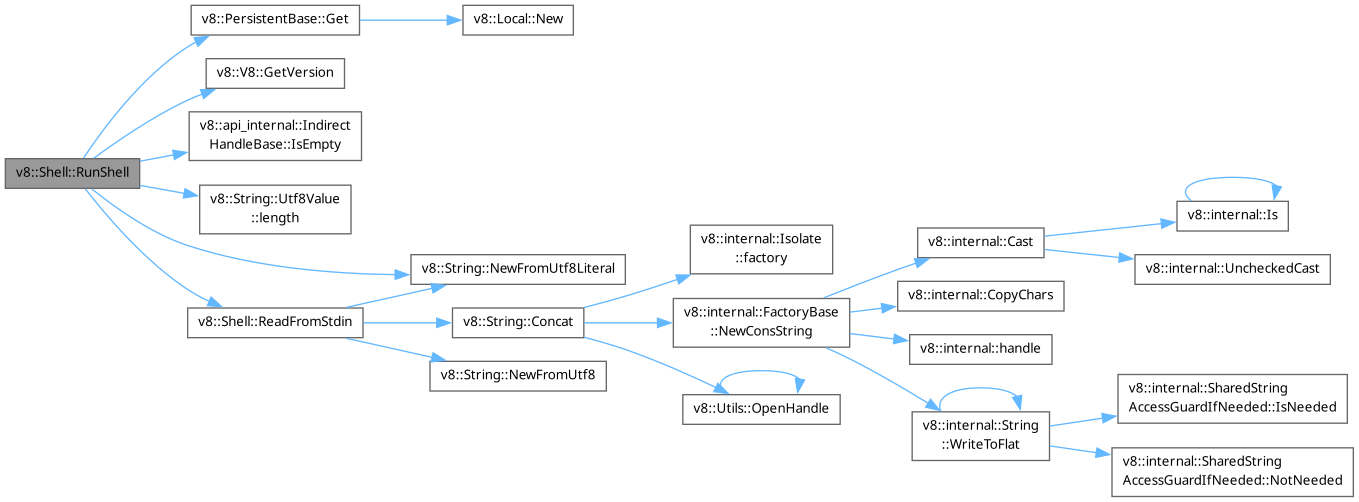 v8::PersistentBase::Get
v8::Local::New
v8::V8::GetVersion
v8::api_internal::Indirect
HandleBase::IsEmpty
v8::Shell::RunShell
v8::String::Utf8Value
::length
v8::internal::Is
v8::internal::Isolate
::factory
v8::internal::Cast
v8::String::NewFromUtf8Literal
v8::internal::UncheckedCast
v8::internal::CopyChars
v8::Shell::ReadFromStdin
v8::String::Concat
v8::internal::FactoryBase
::NewConsString
v8::internal::handle
v8::String::NewFromUtf8
v8::Utils::OpenHandle
v8::internal::SharedString
AccessGuardIfNeeded::IsNeeded
v8::internal::String
::WriteToFlat
v8::internal::SharedString
AccessGuardIfNeeded::NotNeeded